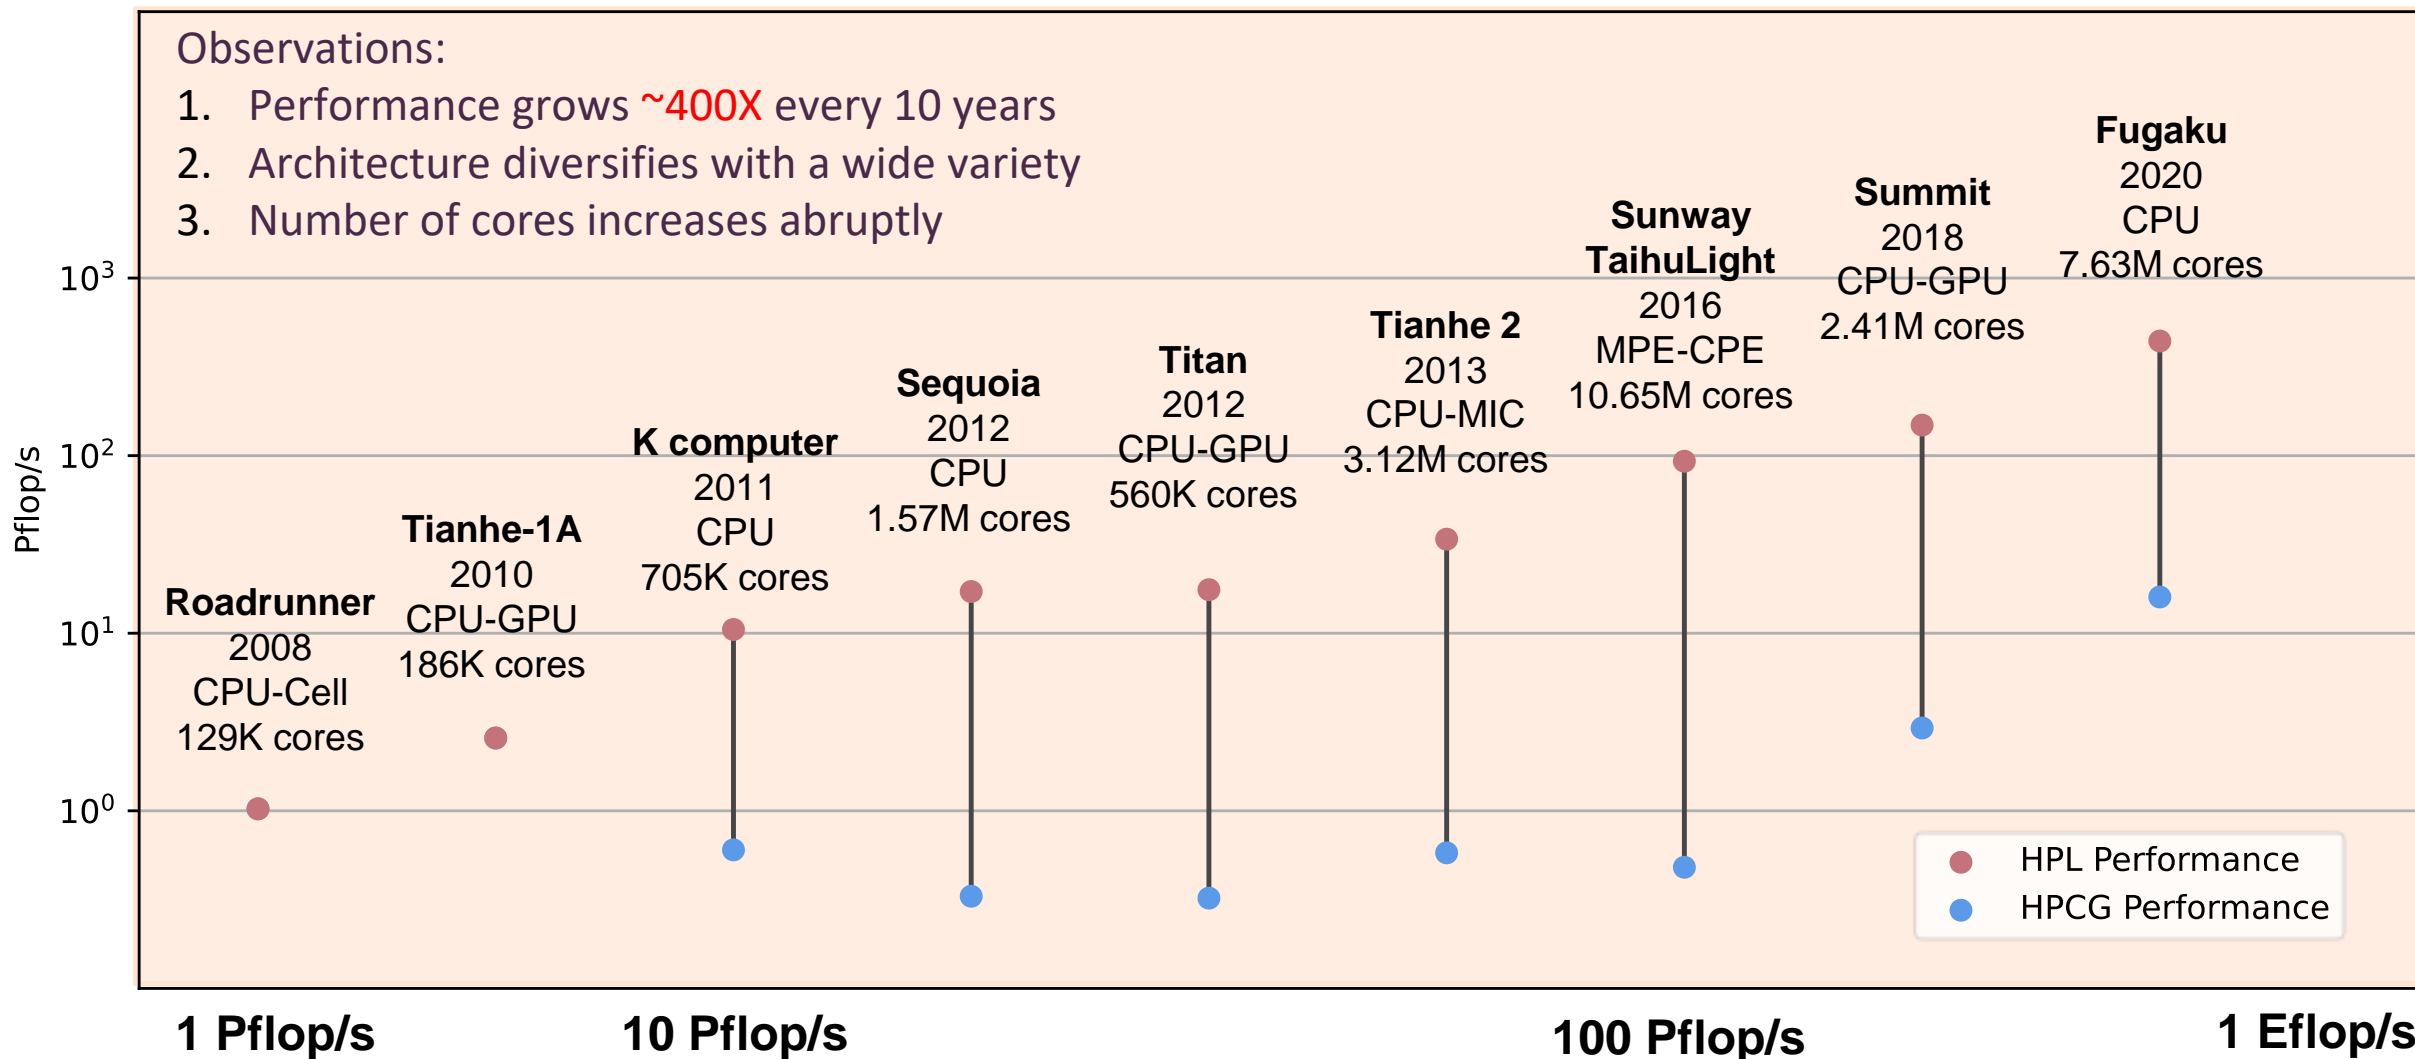 Observations:
1. Performance grows ~400X every 10 years
2. Architecture diversifies with a wide variety
3. Number of cores increases abruptly
Pflop/s
10³
10²
10¹
10⁰
Roadrunner
2008
CPU-Cell
129K cores
Tianhe-1A
2010
CPU-GPU
186K cores
K computer
2011
CPU
705K cores
Sequoia
2012
CPU
1.57M cores
Titan
2012
CPU-GPU
560K cores
Tianhe 2
2013
CPU-MIC
3.12M cores
Sunway
TaihuLight
2016
MPE-CPE
10.65M cores
Summit
2018
CPU-GPU
2.41M cores
Fugaku
2020
CPU
7.63M cores
HPL Performance
HPCG Performance
1 Pflop/s
10 Pflop/s
100 Pflop/s
1 Eflop/s